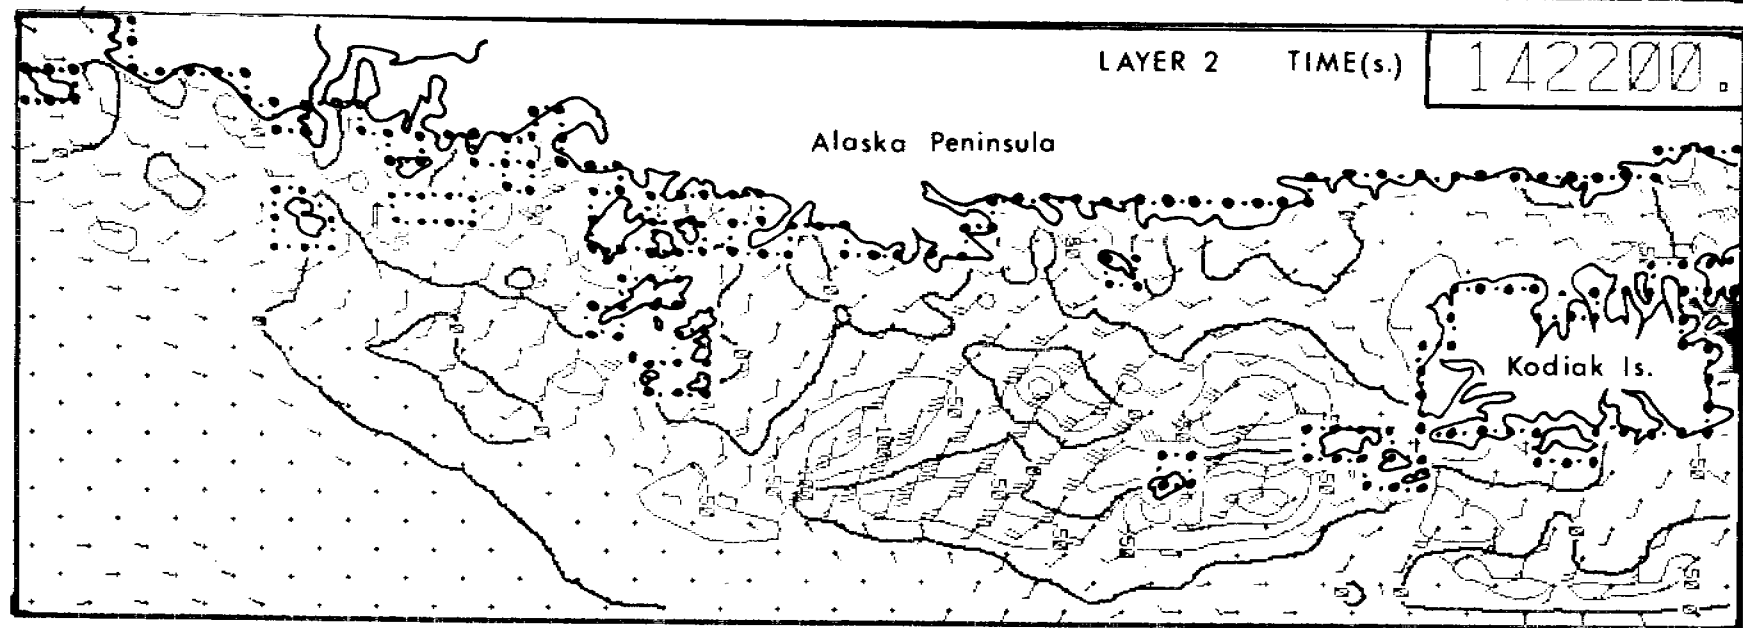 LAYER 2 TIME(s.) 142200.
Alaska Peninsula
Kodiak Is.